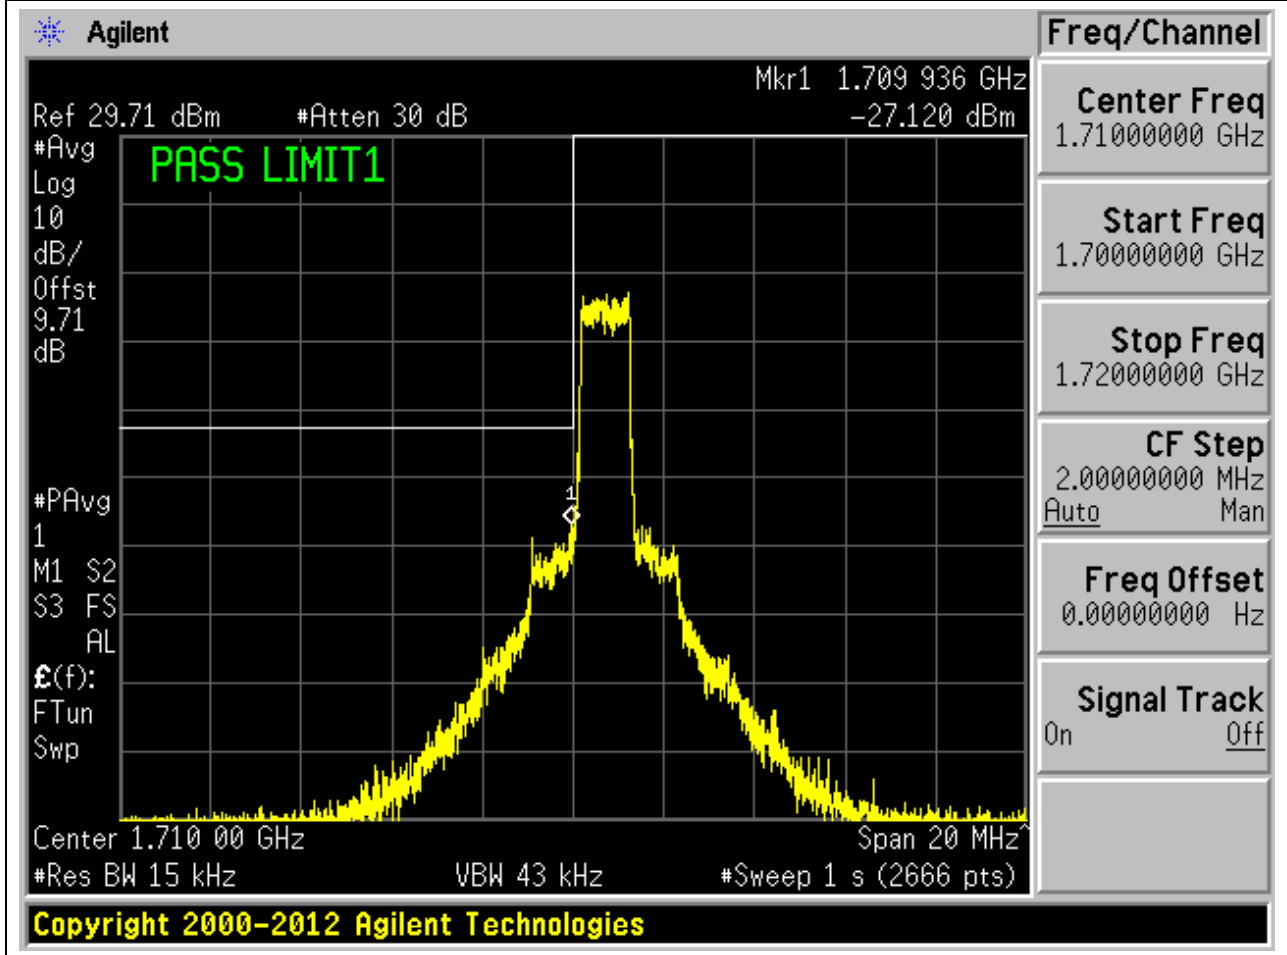 Agilent
Freq/Channel
Mkr1 1.709 936 GHz
Ref 29.71 dBm #Atten 30 dB -27.120 dBm
#Avg
Log
10
dB/
Offst
9.71
dB
PASS LIMIT1
1
#PAvg
1
M1 S2
S3 FS
AL
£(f):
FTun
Swp
Center 1.710 00 GHz Span 20 MHz^
#Res BW 15 kHz VBW 43 kHz #Sweep 1 s (2666 pts)
Copyright 2000-2012 Agilent Technologies
Center Freq
1.71000000 GHz
Start Freq
1.70000000 GHz
Stop Freq
1.72000000 GHz
CF Step
2.00000000 MHz
Auto Man
Freq Offset
0.00000000 Hz
Signal Track
On Off